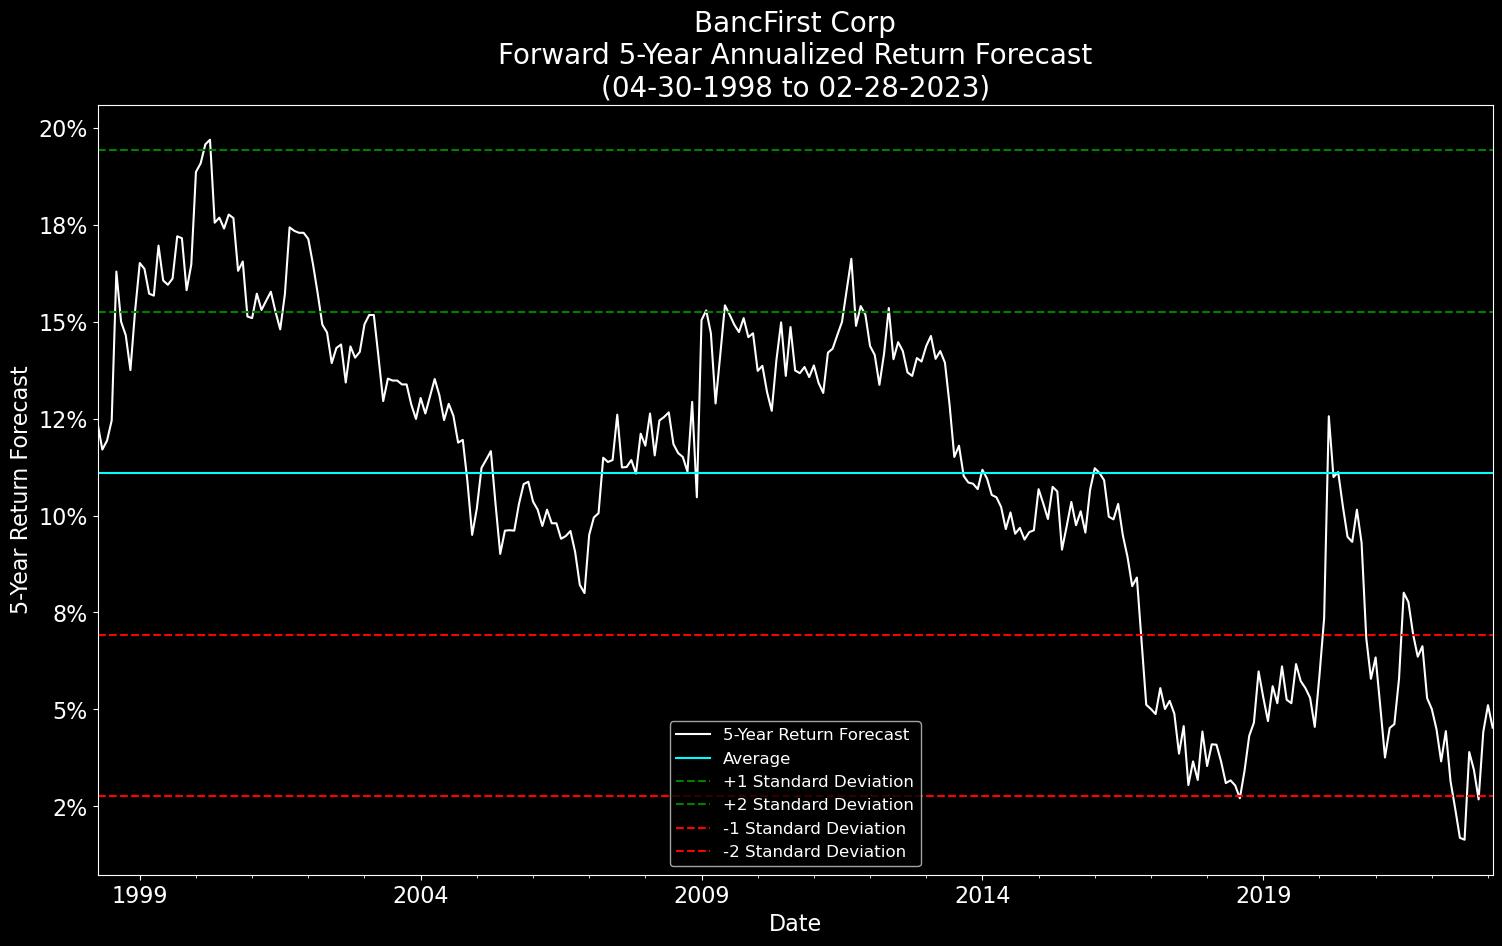 BancFirst Corp
Forward 5-Year Annualized Return Forecast
(04-30-1998 to 02-28-2023)
5-Year Return Forecast
20%
18%
15%
12%
10%
8%
5%
2%
5-Year Return Forecast
Average
+1 Standard Deviation
+2 Standard Deviation
-1 Standard Deviation
-2 Standard Deviation
1999 2004 2009 2014 2019
Date